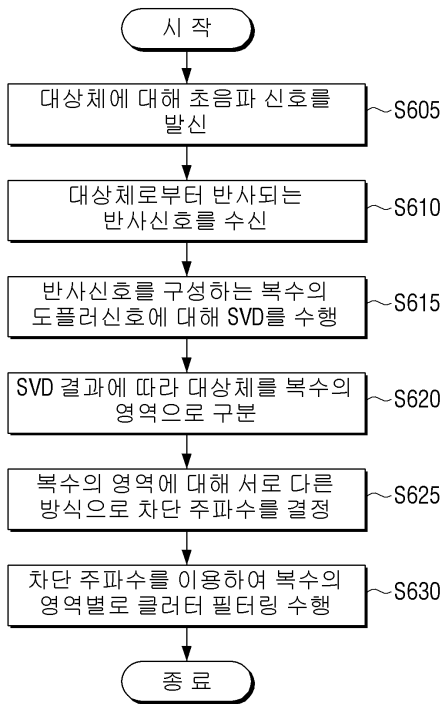 시 작
대상체에 대해 초음파 신호를
발신
S605
대상체로부터 반사되는
반사신호를 수신
S610
반사신호를 구성하는 복수의
도플러신호에 대해 SVD를 수행
S615
SVD 결과에 따라 대상체를 복수의
영역으로 구분
S620
복수의 영역에 대해 서로 다른
방식으로 차단 주파수를 결정
S625
차단 주파수를 이용하여 복수의
영역별로 클러터 필터링 수행
S630
종 료